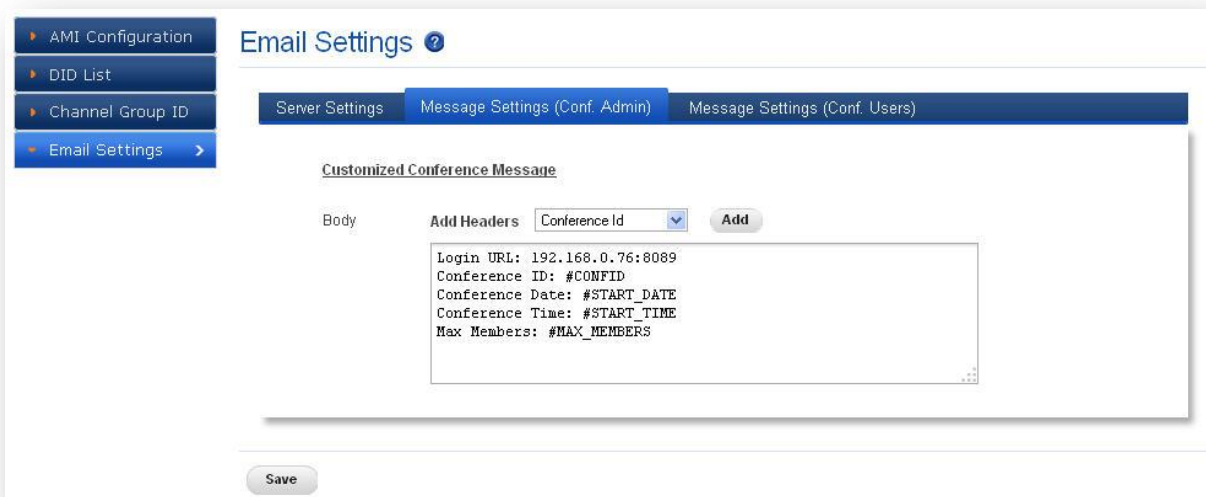 AMI Configuration
DID List
Channel Group ID
Email Settings
Email Settings ?
Server Settings Message Settings (Conf. Admin) Message Settings (Conf. Users)
Customized Conference Message
Body Add Headers Conference Id Add
Login URL: 192.168.0.76:8089
Conference ID: #CONFID
Conference Date: #START_DATE
Conference Time: #START_TIME
Max Members: #MAX_MEMBERS
Save